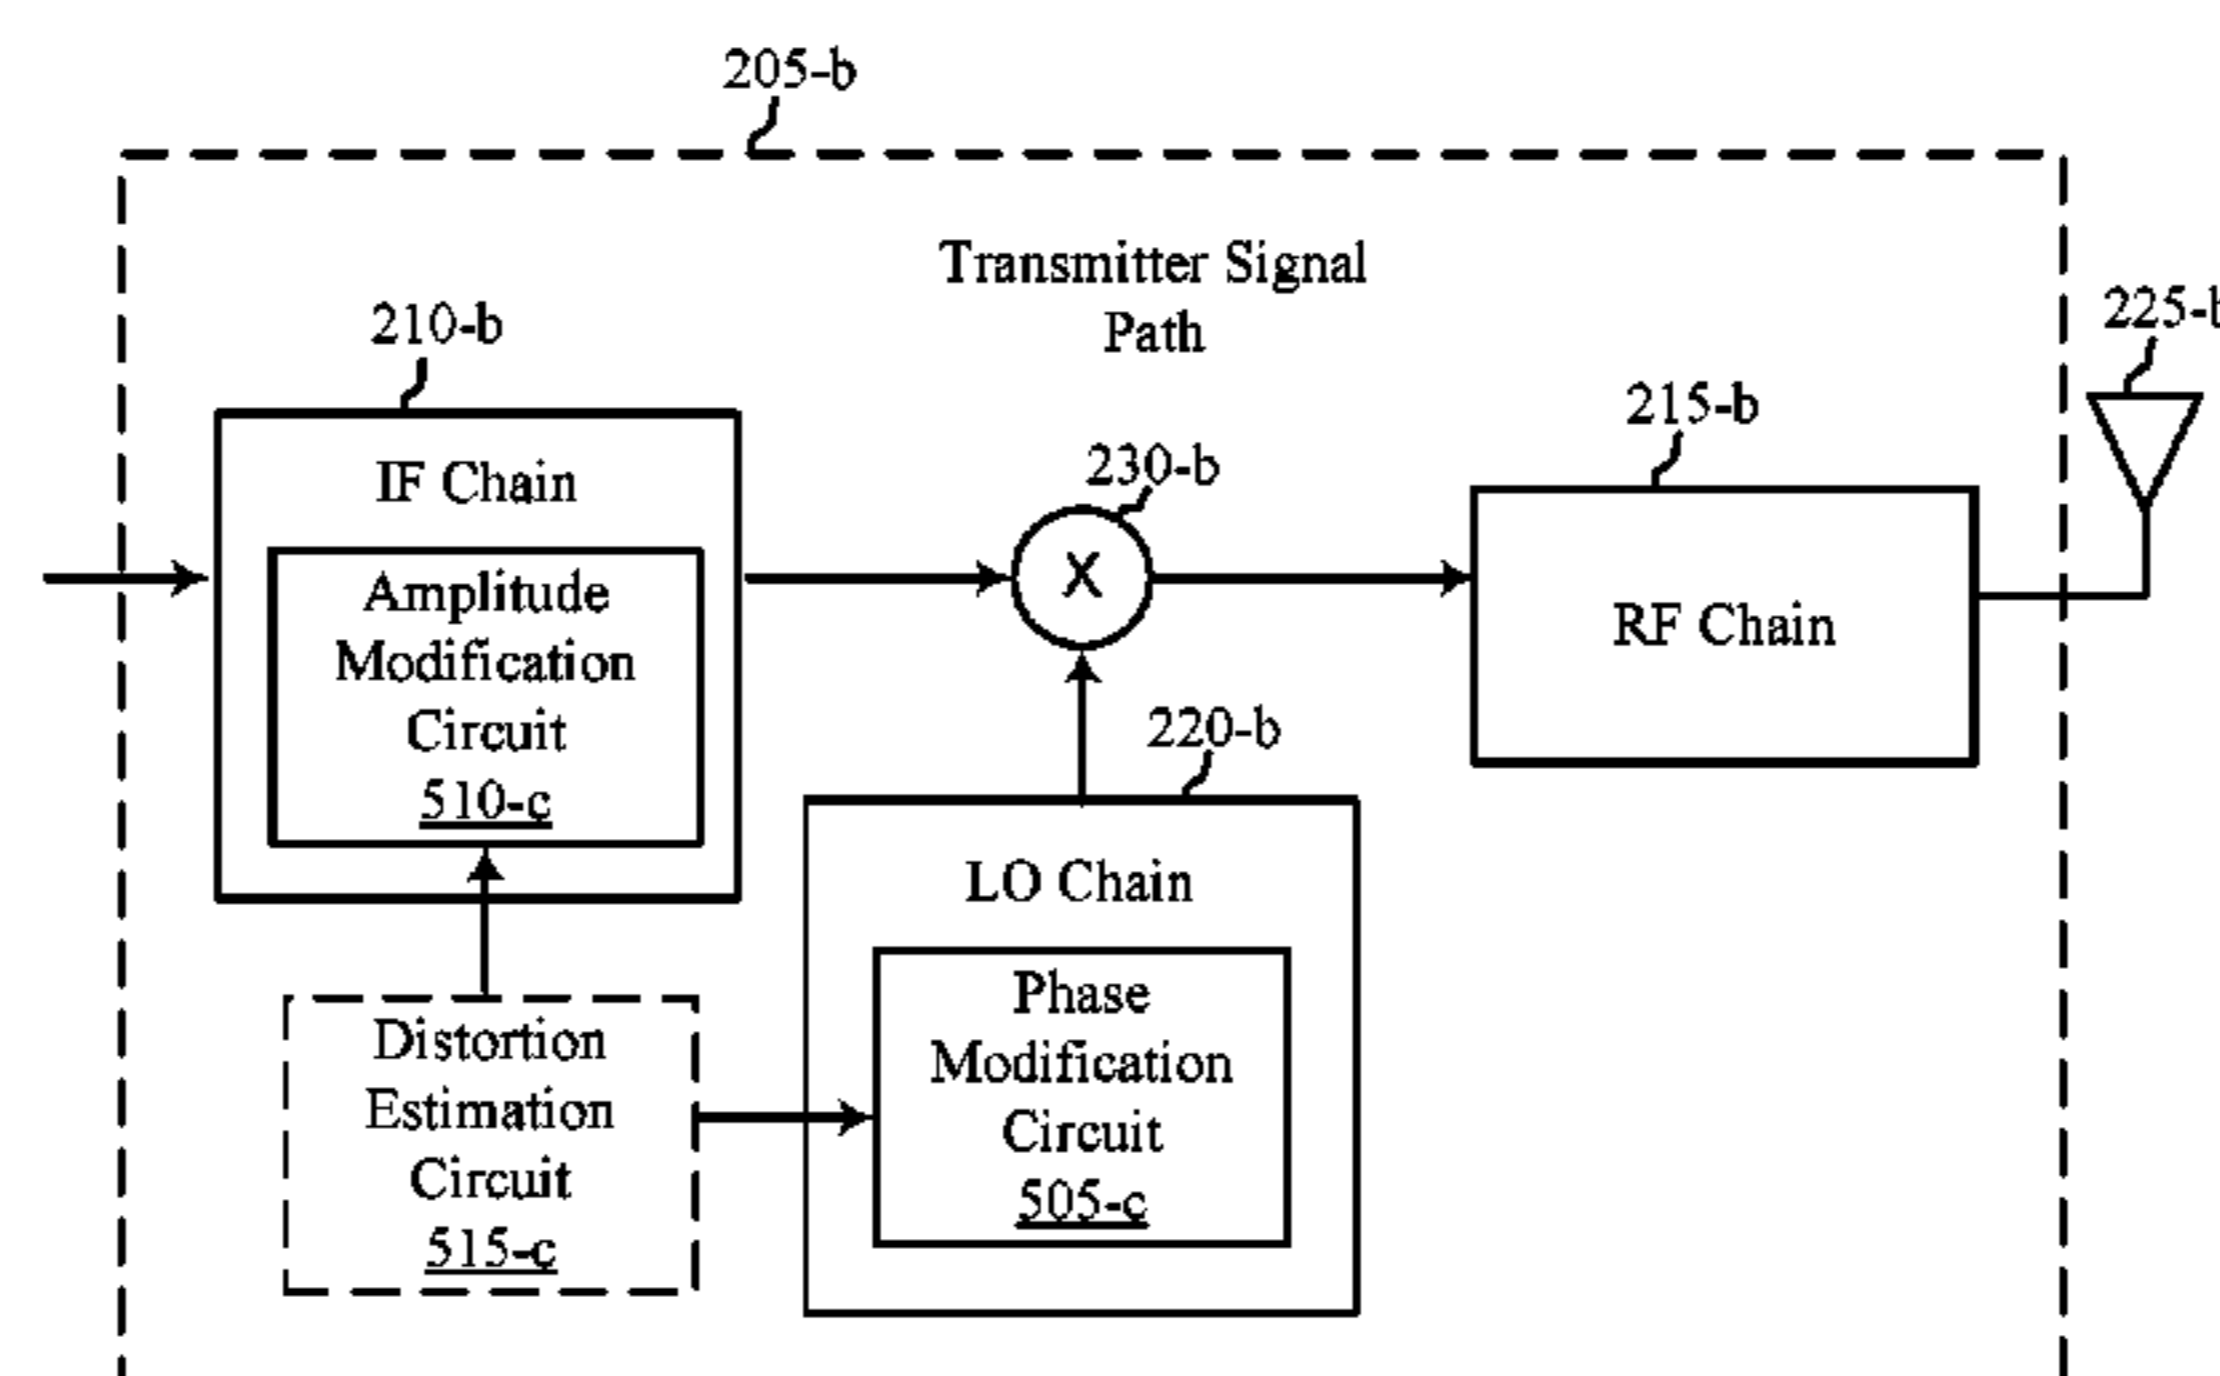 205-b
Transmitter Signal
Path
210-b
225-b
215-b
230-b
IF Chain
Amplitude
Modification
Circuit
510-c
RF Chain
220-b
LO Chain
Phase
Modification
Circuit
505-c
Distortion
Estimation
Circuit
515-c
X